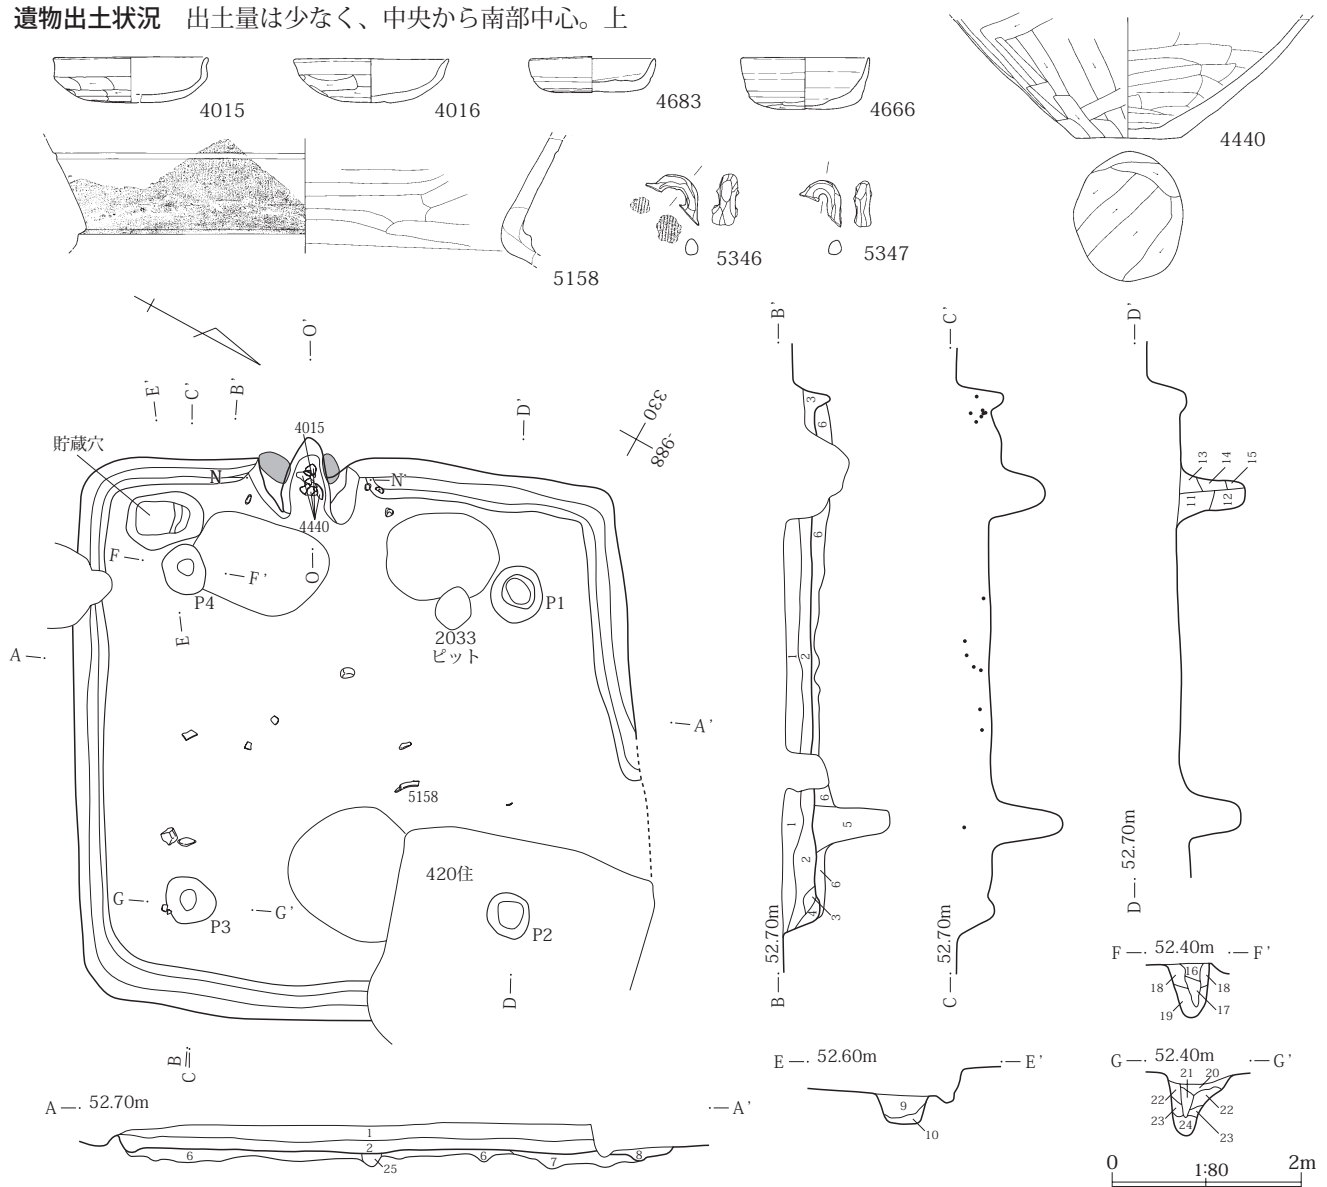 遺物出土状況　出土量は少なく、中央から南部中心。上
4015
4016
4683
4666
4440
5158
5346
5347
O'
E'
C'
B'
D'
330
-988
貯蔵穴
4015
N
N'
4440
F
F'
O
P4
E
P1
2033
ピット
A
A'
5158
420住
G
G'
P3
P2
D
B
C
B'
3
6
6
1
2
6
1
5
2
6
4
3
B 52.70m
C'
C 52.70m
D'
13
14
15
11
12
D 52.70m
F 52.40m F'
16
18
18
17
19
G 52.40m G'
21
20
22
22
23
24
23
E 52.60m E'
9
10
A 52.70m A'
1
2
6
6
7
8
25
0 1:80 2m